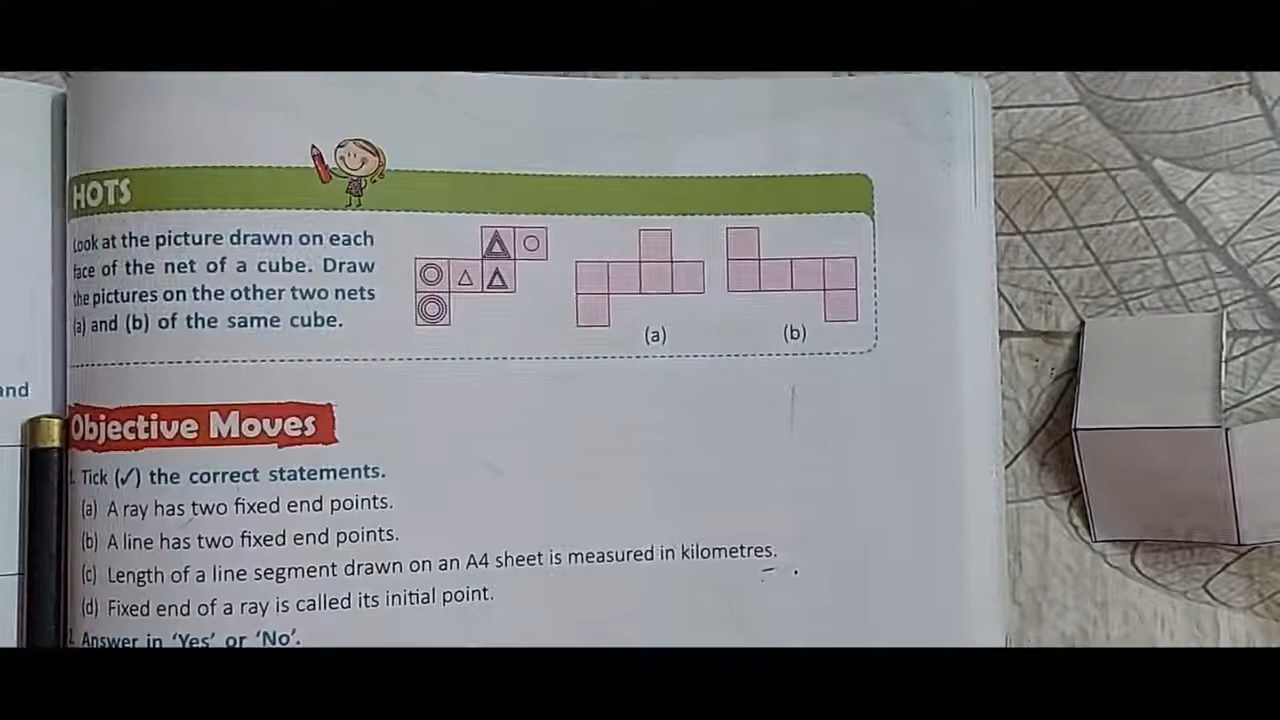 HOTS
Look at the picture drawn on each
face of the net of a cube. Draw
the pictures on the other two nets
(a) and (b) of the same cube.
(a)
(b)
and
Objective Moves
1. Tick (✓) the correct statements.
(a) A ray has two fixed end points.
(b) A line has two fixed end points.
(c) Length of a line segment drawn on an A4 sheet is measured in kilometres.
(d) Fixed end of a ray is called its initial point.
2. Answer in ‘Yes’ or ‘No’.